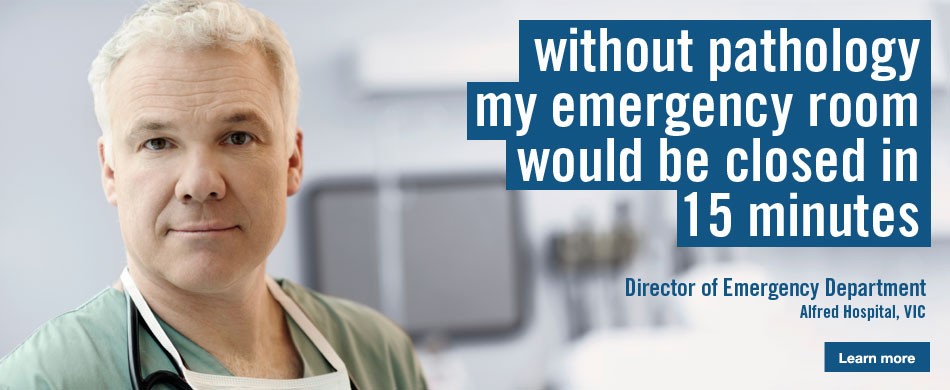 without pathology
my emergency room
would be closed in
15 minutes
Director of Emergency Department
Alfred Hospital, VIC
Learn more